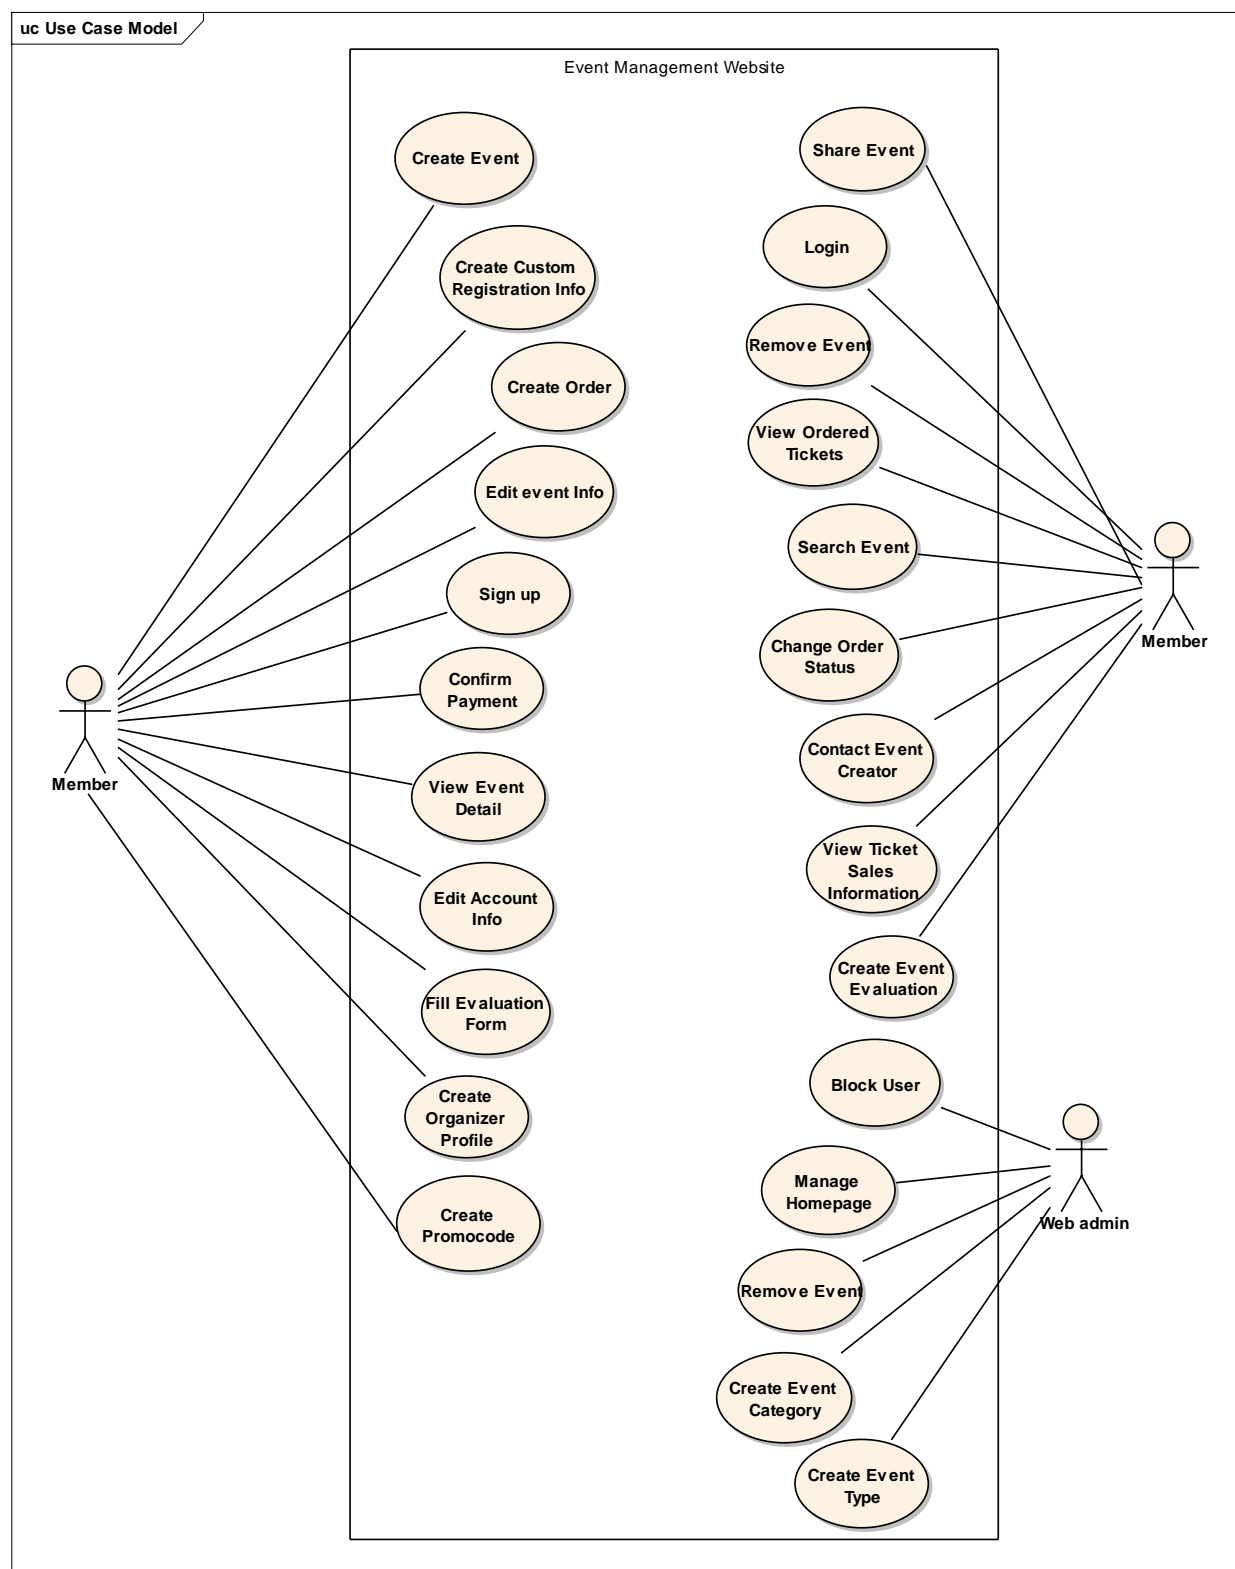 uc Use Case Model
Event Management Website
Create Event
Create Custom
Registration Info
Create Order
Edit event Info
Sign up
Confirm
Payment
View Event
Detail
Edit Account
Info
Fill Evaluation
Form
Create
Organizer
Profile
Create
Promocode
Member
Share Event
Login
Remove Event
View Ordered
Tickets
Search Event
Change Order
Status
Contact Event
Creator
View Ticket
Sales
Information
Create Event
Evaluation
Member
Block User
Manage
Homepage
Remove Event
Create Event
Category
Create Event
Type
Web admin